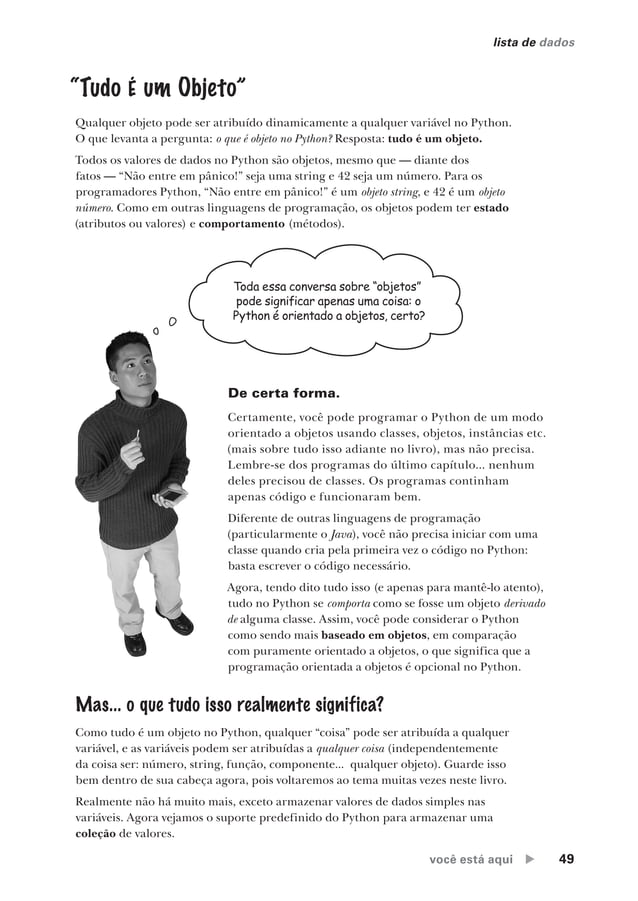 lista de dados
“Tudo É um Objeto”
Qualquer objeto pode ser atribuído dinamicamente a qualquer variável no Python.
O que levanta a pergunta: o que é objeto no Python? Resposta: tudo é um objeto.
Todos os valores de dados no Python são objetos, mesmo que — diante dos
fatos — “Não entre em pânico!” seja uma string e 42 seja um número. Para os
programadores Python, “Não entre em pânico!” é um objeto string, e 42 é um objeto
número. Como em outras linguagens de programação, os objetos podem ter estado
(atributos ou valores) e comportamento (métodos).
Toda essa conversa sobre “objetos”
pode significar apenas uma coisa: o
Python é orientado a objetos, certo?
De certa forma.
Certamente, você pode programar o Python de um modo
orientado a objetos usando classes, objetos, instâncias etc.
(mais sobre tudo isso adiante no livro), mas não precisa.
Lembre-se dos programas do último capítulo... nenhum
deles precisou de classes. Os programas continham
apenas código e funcionaram bem.
Diferente de outras linguagens de programação
(particularmente o Java), você não precisa iniciar com uma
classe quando cria pela primeira vez o código no Python:
basta escrever o código necessário.
Agora, tendo dito tudo isso (e apenas para mantê-lo atento),
tudo no Python se comporta como se fosse um objeto derivado
de alguma classe. Assim, você pode considerar o Python
como sendo mais baseado em objetos, em comparação
com puramente orientado a objetos, o que significa que a
programação orientada a objetos é opcional no Python.
Mas... o que tudo isso realmente significa?
Como tudo é um objeto no Python, qualquer “coisa” pode ser atribuída a qualquer
variável, e as variáveis podem ser atribuídas a qualquer coisa (independentemente
da coisa ser: número, string, função, componente... qualquer objeto). Guarde isso
bem dentro de sua cabeça agora, pois voltaremos ao tema muitas vezes neste livro.
Realmente não há muito mais, exceto armazenar valores de dados simples nas
variáveis. Agora vejamos o suporte predefinido do Python para armazenar uma
coleção de valores.
você está aqui ▶ 49